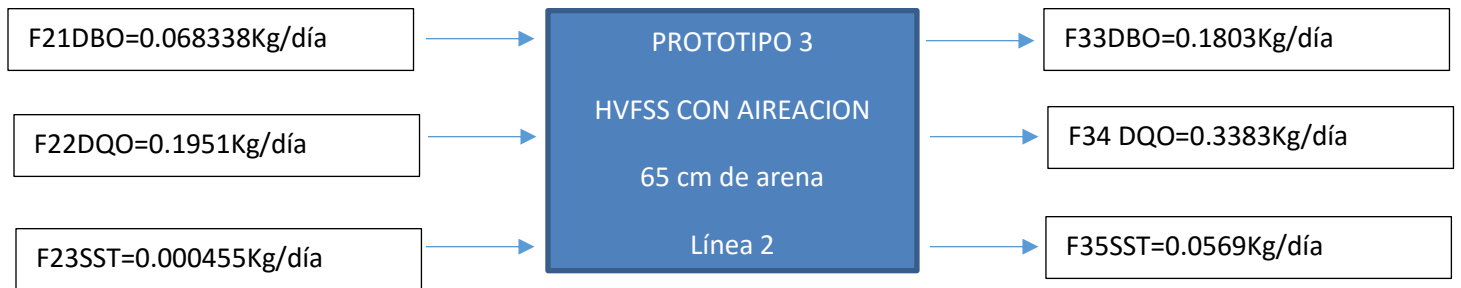 F21DBO=0.068338Kg/día
F22DQO=0.1951Kg/día
F23SST=0.000455Kg/día
PROTOTIPO 3
HVFSS CON AIREACION
65 cm de arena
Línea 2
F33DBO=0.1803Kg/día
F34 DQO=0.3383Kg/día
F35SST=0.0569Kg/día